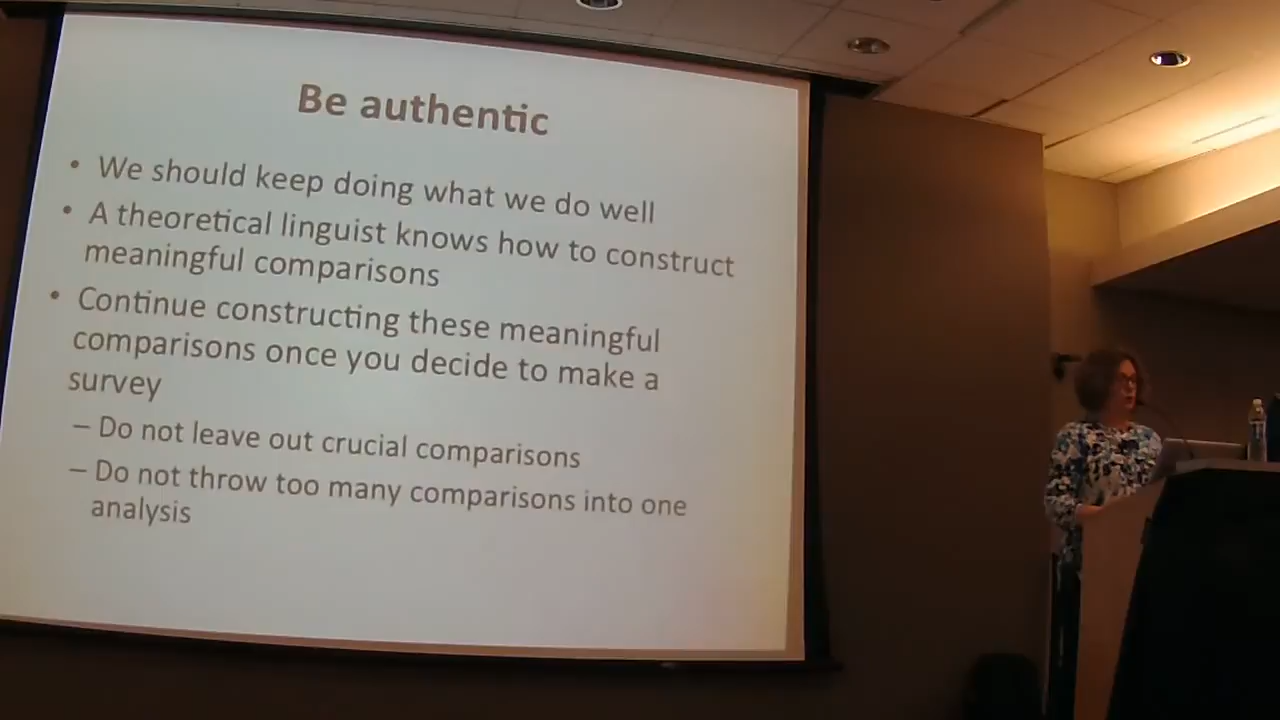 Be authentic
• We should keep doing what we do well
• A theoretical linguist knows how to construct
meaningful comparisons
• Continue constructing these meaningful
comparisons once you decide to make a
survey
– Do not leave out crucial comparisons
– Do not throw too many comparisons into one
analysis